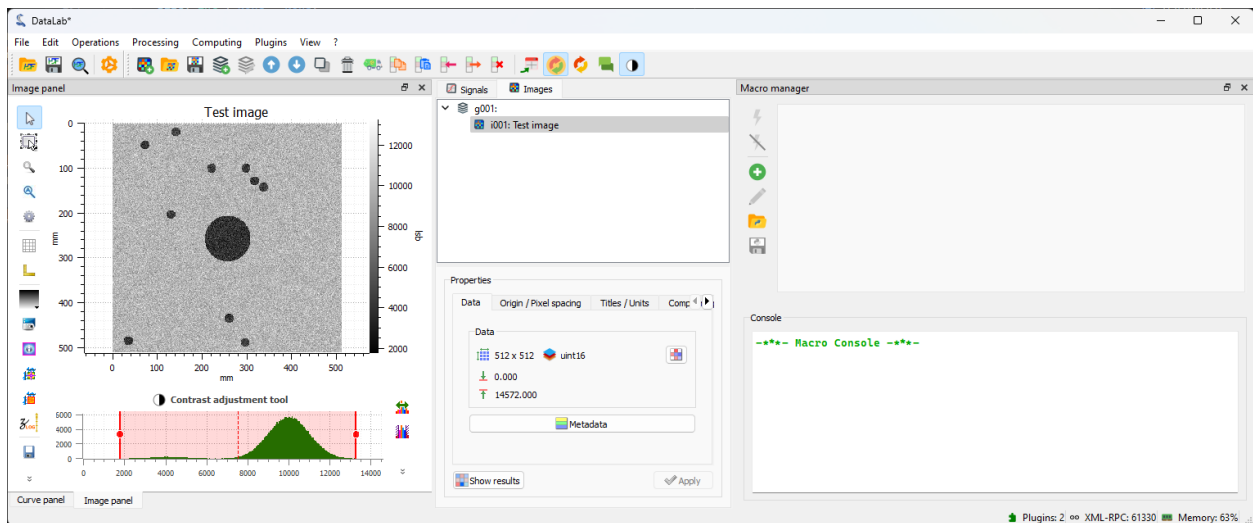 DataLab*
File Edit Operations Processing Computing Plugins View ?
Image panel
Signals Images
Macro manager
g001:
i001: Test image
Test image
0
100
200
300
400
500
mm
0 100 200 300 400 500
mm
12000
10000
8000
6000
4000
2000
lsb
Contrast adjustment tool
6000
4000
2000
0
0 2000 4000 6000 8000 10000 12000 14000
Curve panel Image panel
Properties
Data Origin / Pixel spacing Titles / Units
Data
512 x 512 uint16
0.000
14572.000
Metadata
Show results Apply
Console
-***- Macro Console -***-
Plugins: 2 XML-RPC: 61330 Memory: 63%